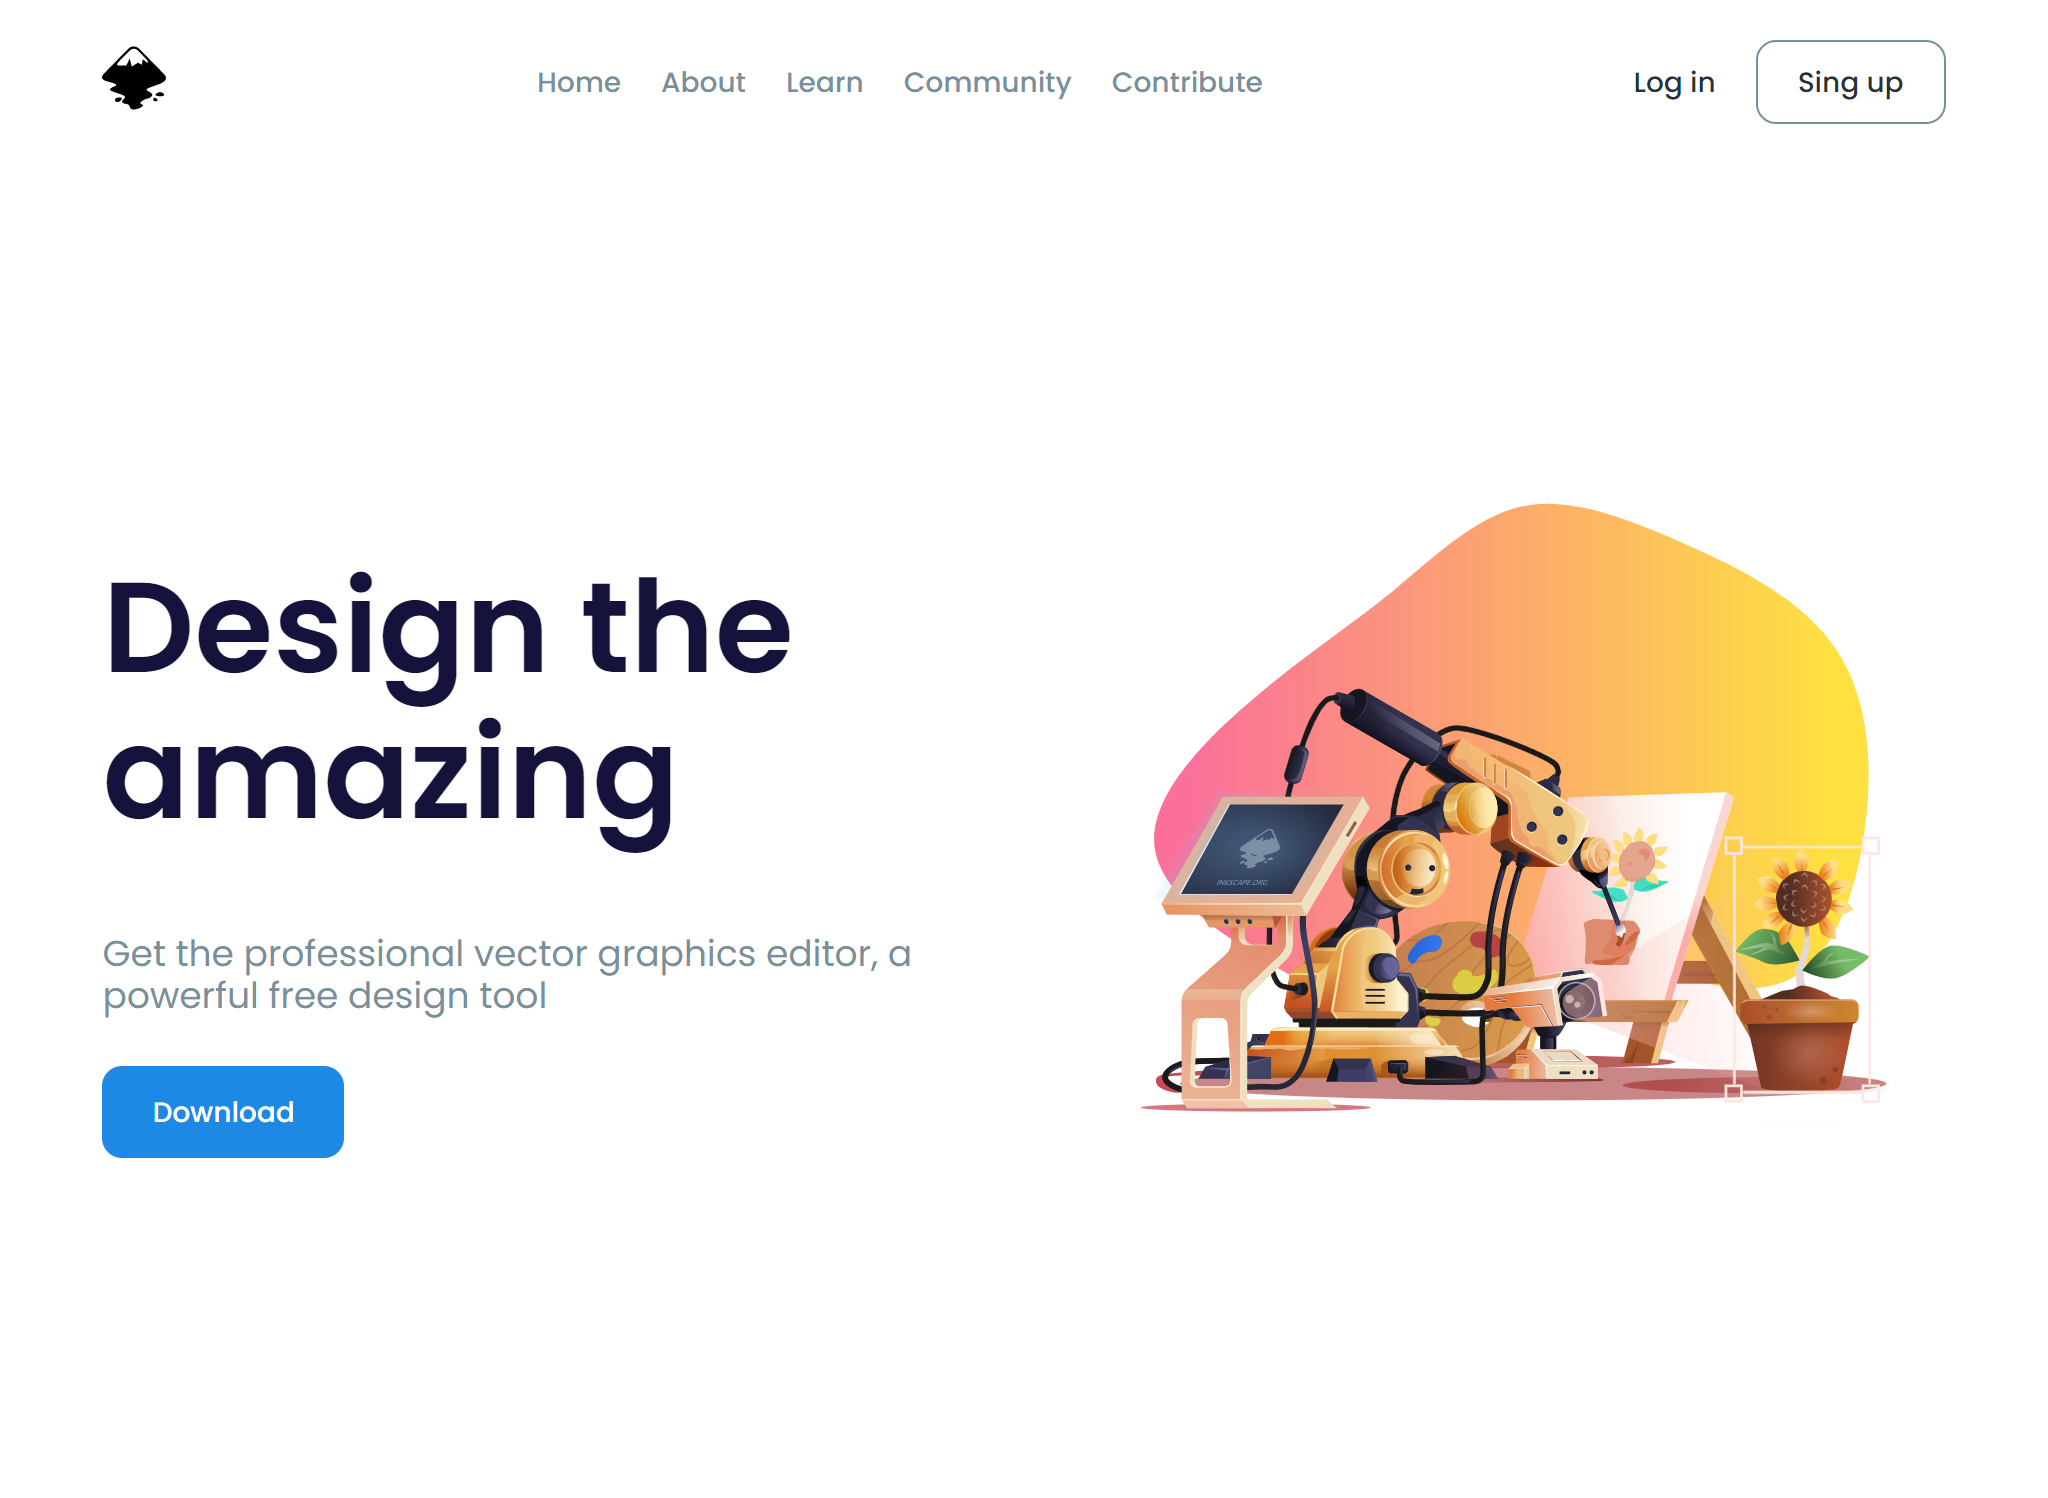 Home About Learn Community Contribute Log in Sing up
Design the
amazing
Get the professional vector graphics editor, a
powerful free design tool
Download
INKSCAPE.ORG